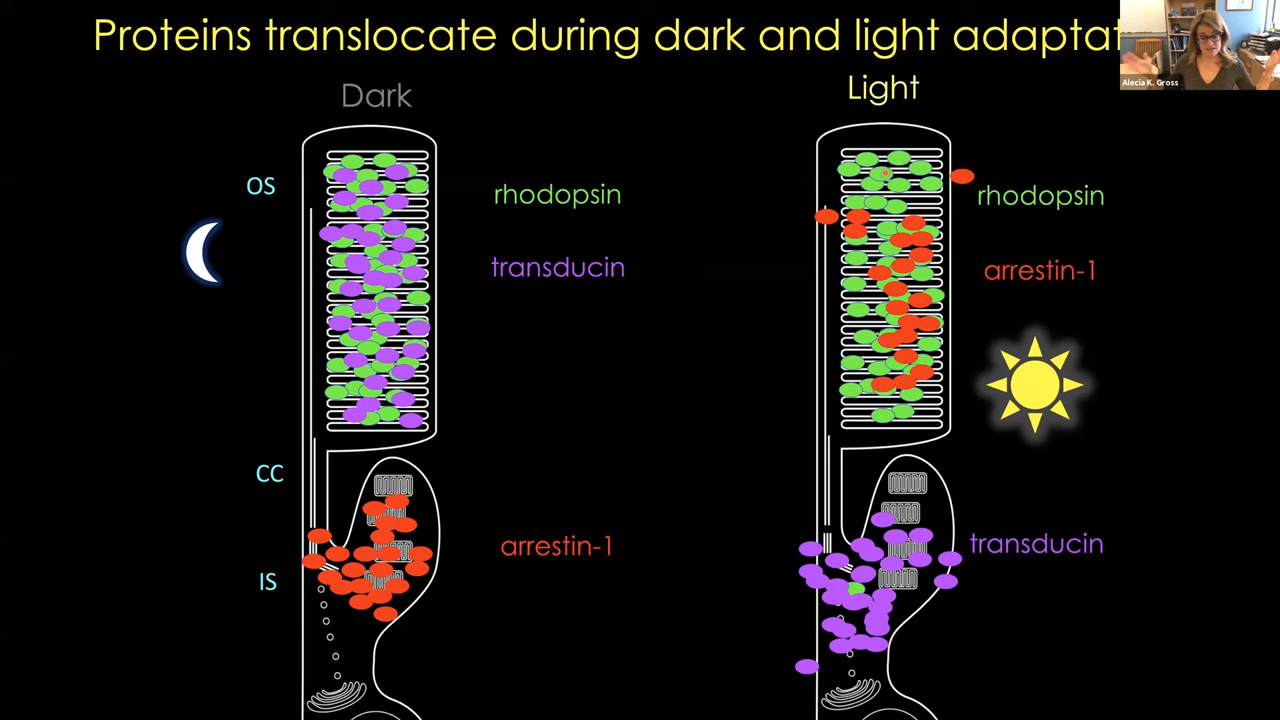 Proteins translocate during dark and light adaptat
Alecia K. Gross
Dark
Light
OS
rhodopsin
rhodopsin
transducin
arrestin-1
CC
arrestin-1
transducin
IS